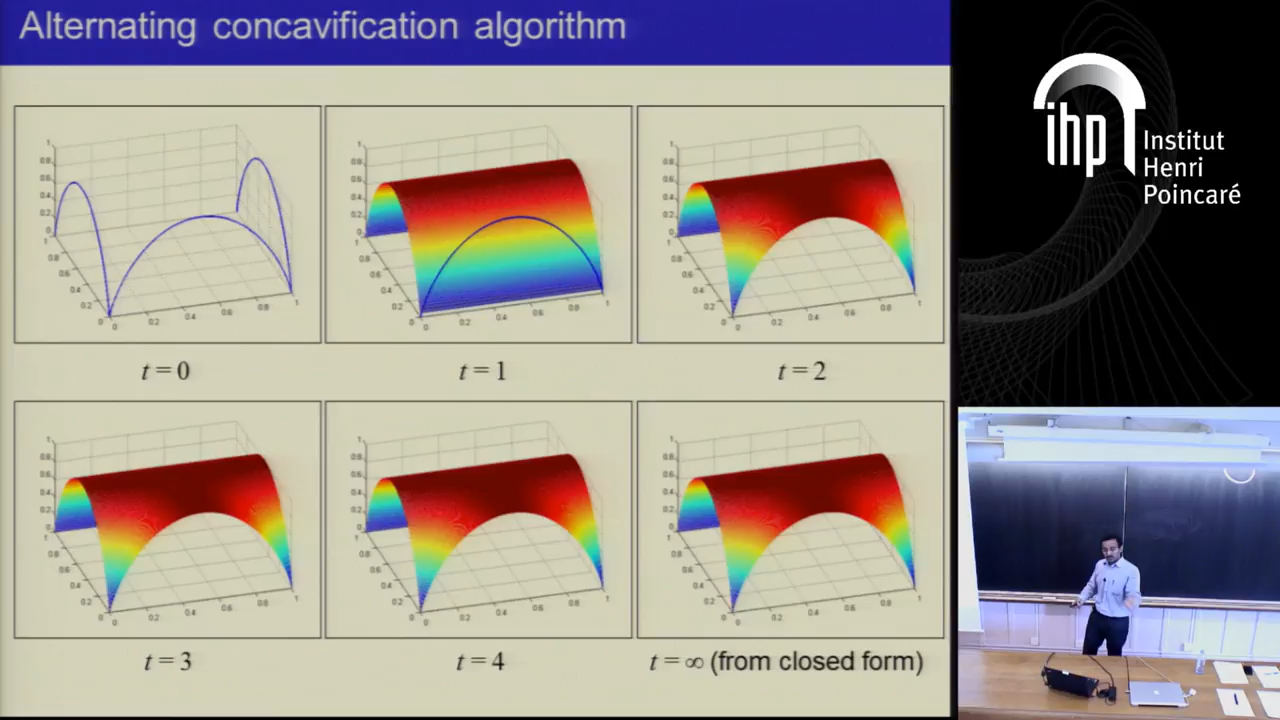 Alternating concavification algorithm
t = 0
t = 1
t = 2
t = 3
t = 4
t = ∞ (from closed form)
ihp
Institut
Henri
Poincaré